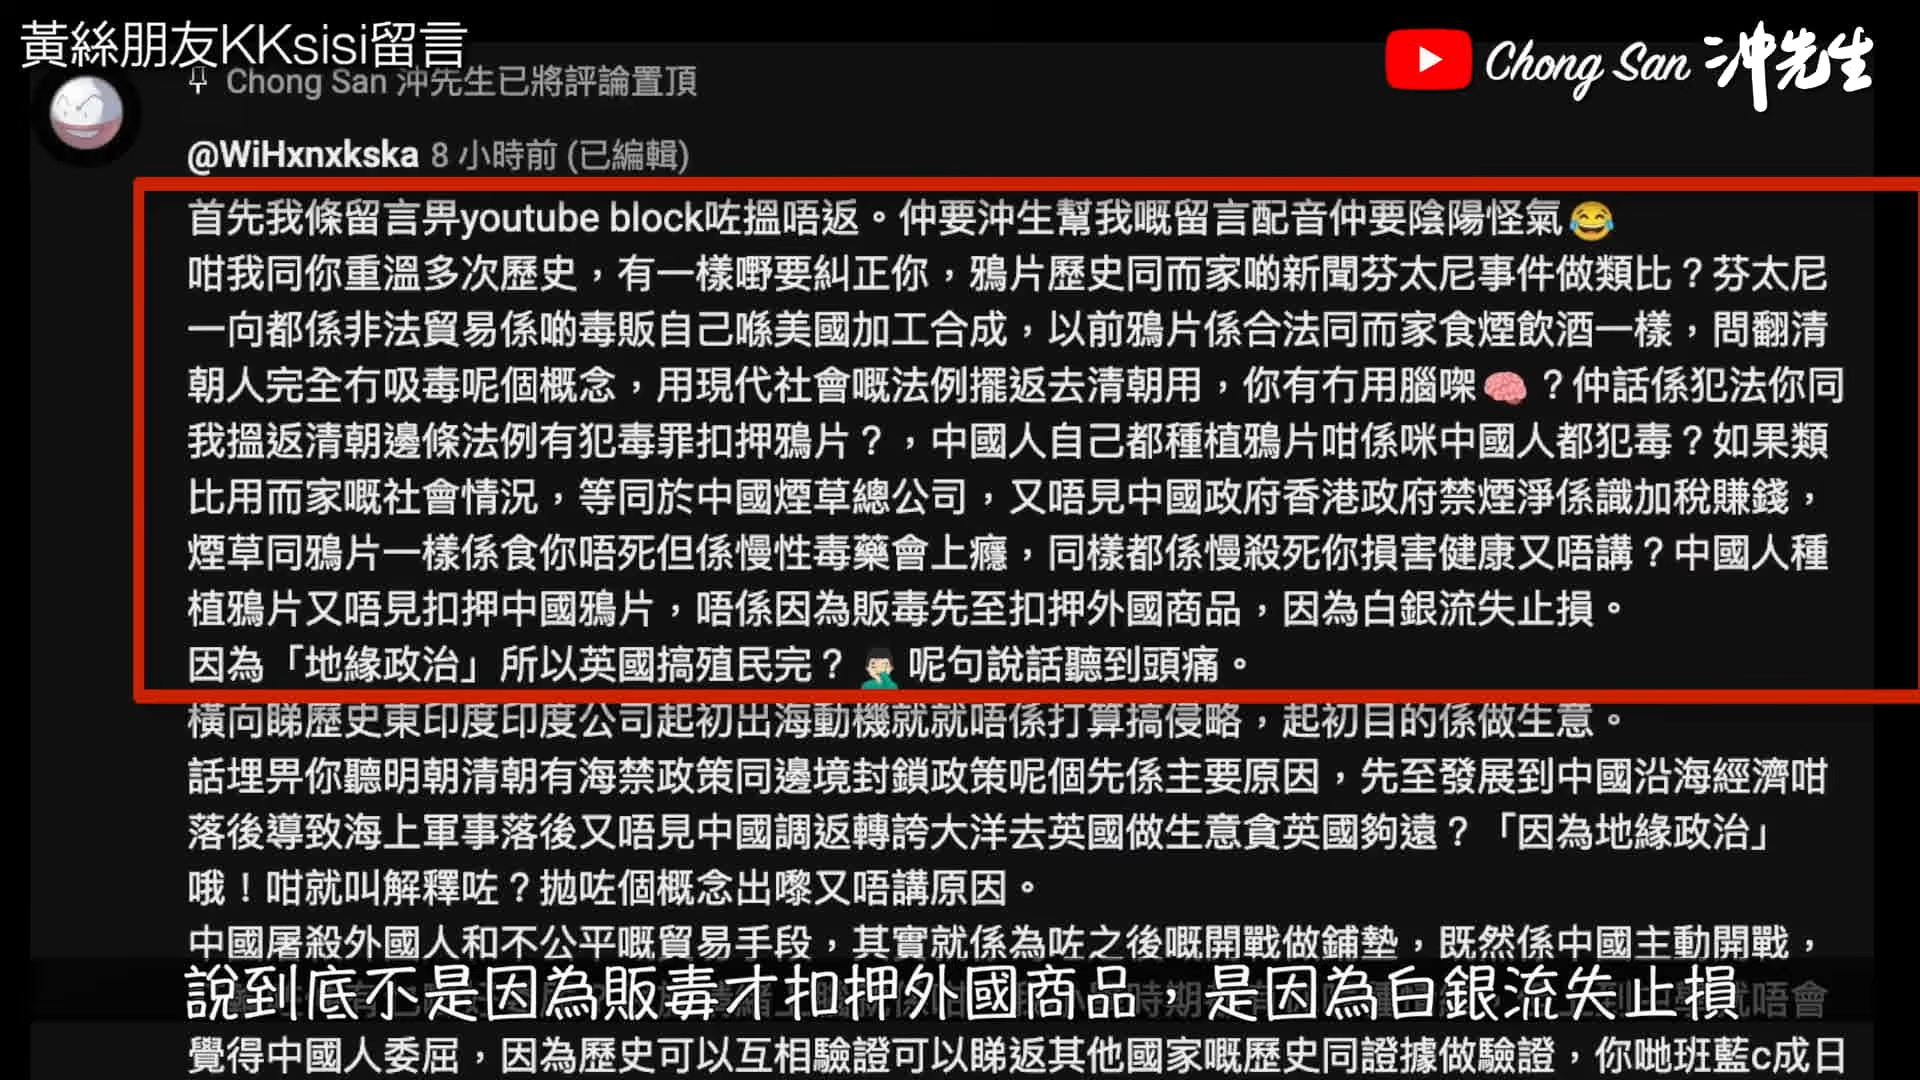 黃絲朋友KKsisi留言
Chong San 沖先生
Chong San 沖先生已將評論置頂
@WiHxnxkska 8 小時前 (已編輯)
首先我條留言畀youtube block咗搵唔返。仲要沖生幫我嘅留言配音仲要陰陽怪氣😂
咁我同你重溫多次歷史，有一樣嘢要糾正你，鴉片歷史同而家啲新聞芬太尼事件做類比？芬太尼
一向都係非法貿易係啲毒販自己喺美國加工合成，以前鴉片係合法同而家食煙飲酒一樣，問翻清
朝人完全冇吸毒呢個概念，用現代社會嘅法例擺返去清朝用，你有冇用腦㗎🧠？仲話係犯法你同
我搵返清朝邊條法例有犯毒罪扣押鴉片？，中國人自己都種植鴉片咁係咪中國人都犯毒？如果類
比用而家嘅社會情況，等同於中國煙草總公司，又唔見中國政府香港政府禁煙淨係識加稅賺錢，
煙草同鴉片一樣係食你唔死但係慢性毒藥會上癮，同樣都係慢殺死你損害健康又唔講？中國人種
植鴉片又唔見扣押中國鴉片，唔係因為販毒先至扣押外國商品，因為白銀流失止損。
因為「地緣政治」所以英國搞殖民完？🤦🏻‍♂️呢句說話聽到頭痛。
橫向睇歷史東印度印度公司起初出海動機就就唔係打算搞侵略，起初目的係做生意。
話埋畀你聽明朝清朝有海禁政策同邊境封鎖政策呢個先係主要原因，先至發展到中國沿海經濟咁
落後導致海上軍事落後又唔見中國調返轉誇大洋去英國做生意貪英國夠遠？「因為地緣政治」
哦！咁就叫解釋咗？拋咗個概念出嚟又唔講原因。
中國屠殺外國人和不公平嘅貿易手段，其實就係為咗之後嘅開戰做鋪墊，既然係中國主動開戰，
說到底不是因為販毒才扣押外國商品，是因為白銀流失止損
覺得中國人委屈，因為歷史可以互相驗證可以睇返其他國家嘅歷史同證據做驗證，你哋班藍c成日